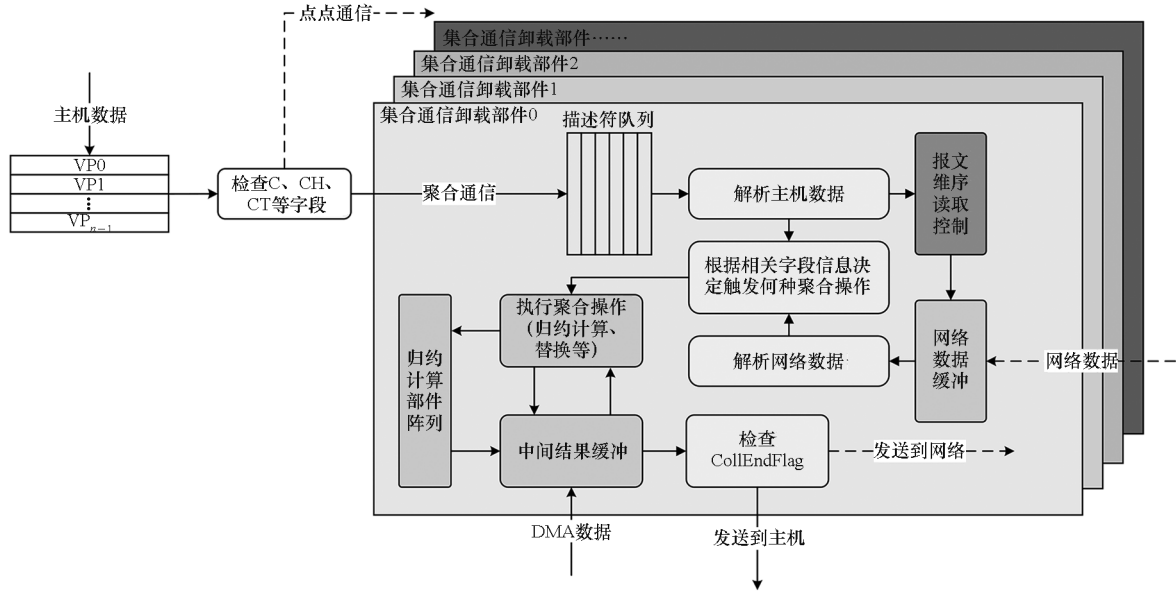 点点通信
集合通信卸载部件……
集合通信卸载部件2
集合通信卸载部件1
集合通信卸载部件0
主机数据
VP0
VP1
⋮
VPn−1
检查C、CH、
CT等字段
聚合通信
描述符队列
解析主机数据
报文
维序
读取
控制
根据相关字段信息决
定触发何种聚合操作
执行聚合操作
(归约计算、
替换等)
归约
计算
部件
阵列
解析网络数据
网络
数据
缓冲
网络数据
中间结果缓冲
检查
CollEndFlag
发送到网络
DMA数据
发送到主机